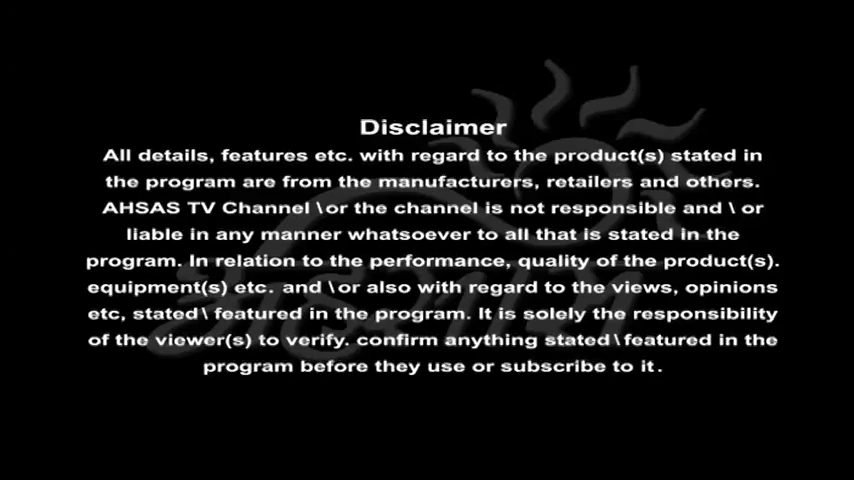 Disclaimer
All details, features etc. with regard to the product(s) stated in
the program are from the manufacturers, retailers and others.
AHSAS TV Channel \or the channel is not responsible and \ or
liable in any manner whatsoever to all that is stated in the
program. In relation to the performance, quality of the product(s).
equipment(s) etc. and \or also with regard to the views, opinions
etc, stated\ featured in the program. It is solely the responsibility
of the viewer(s) to verify. confirm anything stated\featured in the
program before they use or subscribe to it.